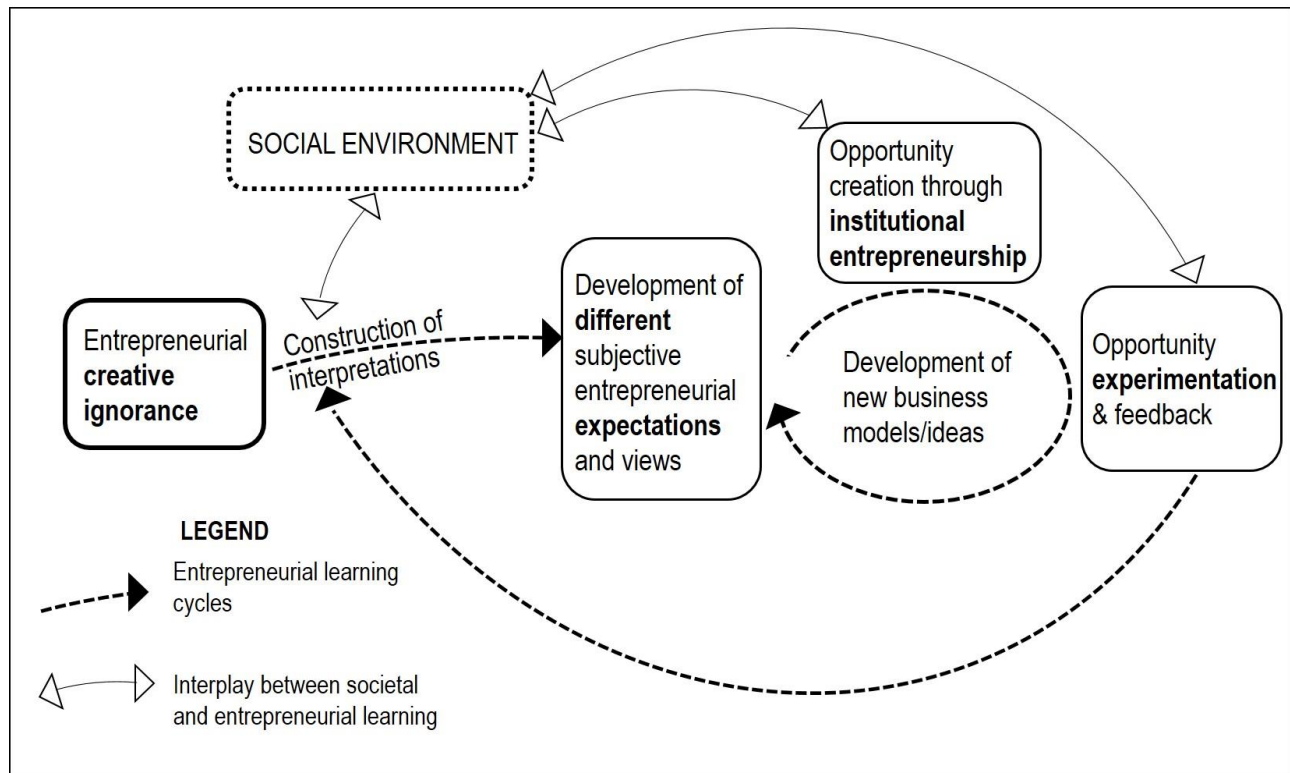 SOCIAL ENVIRONMENT
Opportunity
creation through
institutional
entrepreneurship
Entrepreneurial
creative
ignorance
Construction of
interpretations
Development of
different
subjective
entrepreneurial
expectations
and views
Development of
new business
models/ideas
Opportunity
experimentation
& feedback
LEGEND
Entrepreneurial learning
cycles
Interplay between societal
and entrepreneurial learning